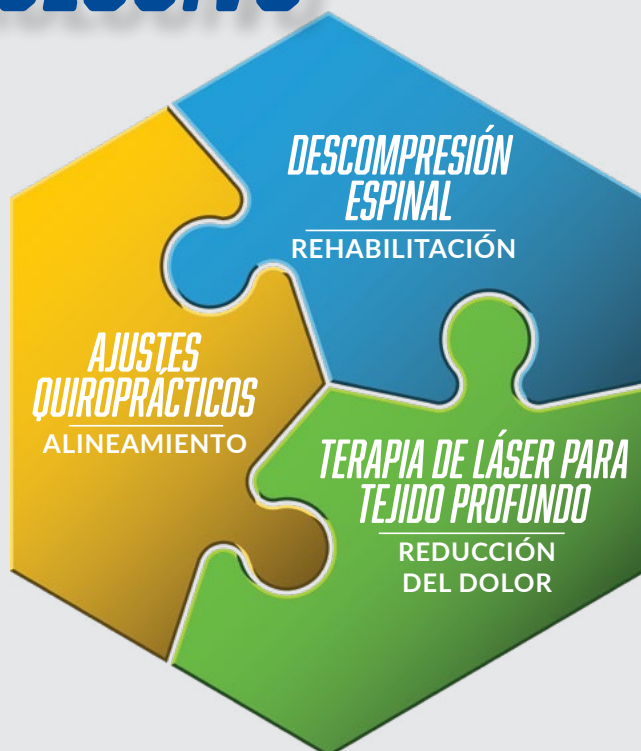 DESCOMPRESIÓN
ESPINAL
REHABILITACIÓN
AJUSTES
QUIROPRÁCTICOS
ALINEAMIENTO
TERAPIA DE LÁSER PARA
TEJIDO PROFUNDO
REDUCCIÓN
DEL DOLOR